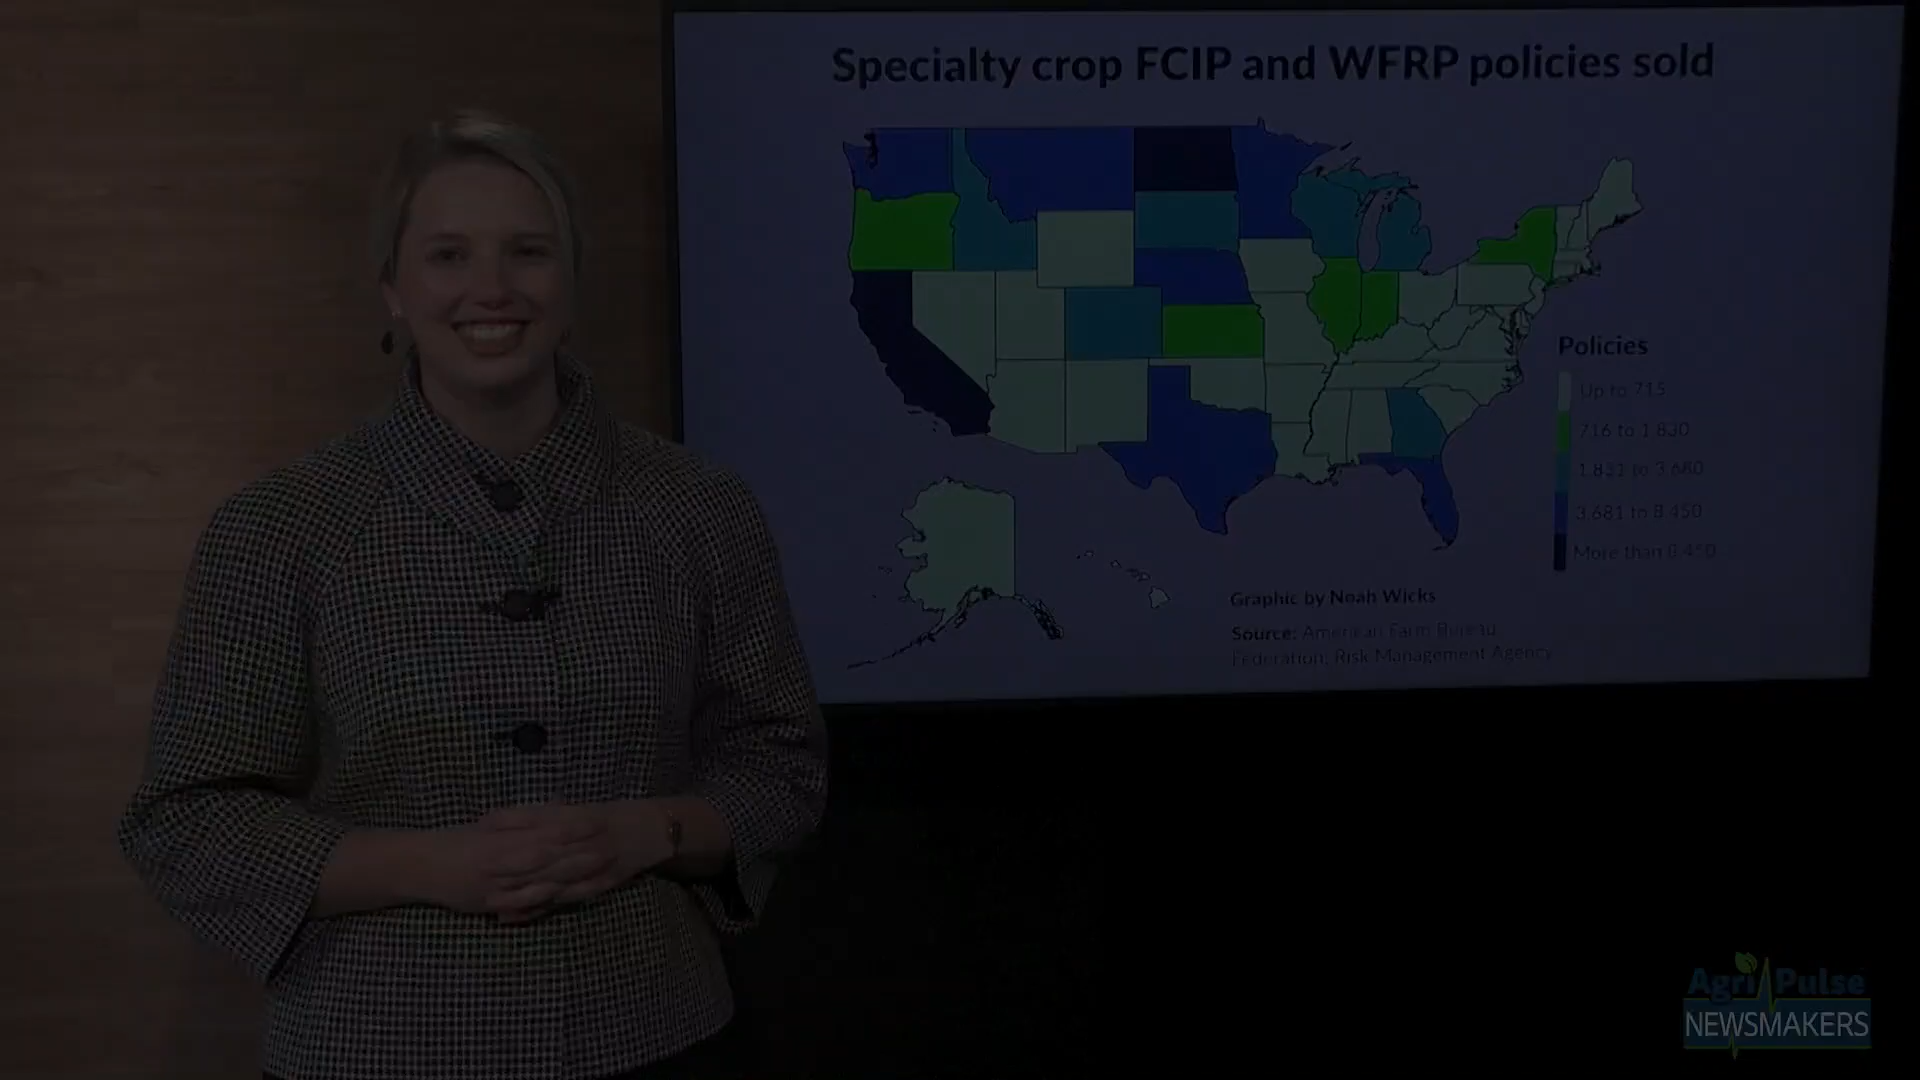 Specialty crop FCIP and WFRP policies sold
Policies
Up to 715
716 to 1,830
1,831 to 3,680
3,681 to 8,450
More than 8,450
Graphic by Noah Wicks
Source: American Farm Bureau
Federation; Risk Management Agency
Agri Pulse
NEWSMAKERS